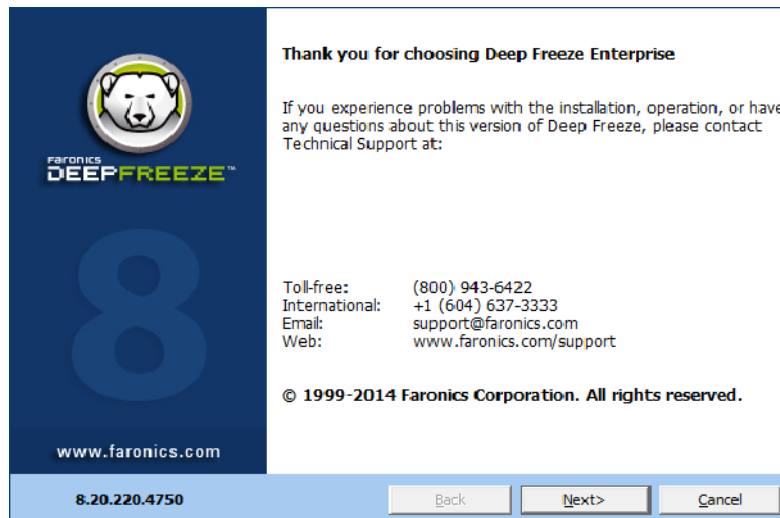 Thank you for choosing Deep Freeze Enterprise
If you experience problems with the installation, operation, or have
any questions about this version of Deep Freeze, please contact
Technical Support at:
Faronics
DEEPFREEZE™
8
Toll-free: (800) 943-6422
International: +1 (604) 637-3333
Email: support@faronics.com
Web: www.faronics.com/support
© 1999-2014 Faronics Corporation. All rights reserved.
www.faronics.com
8.20.220.4750 Back Next> Cancel